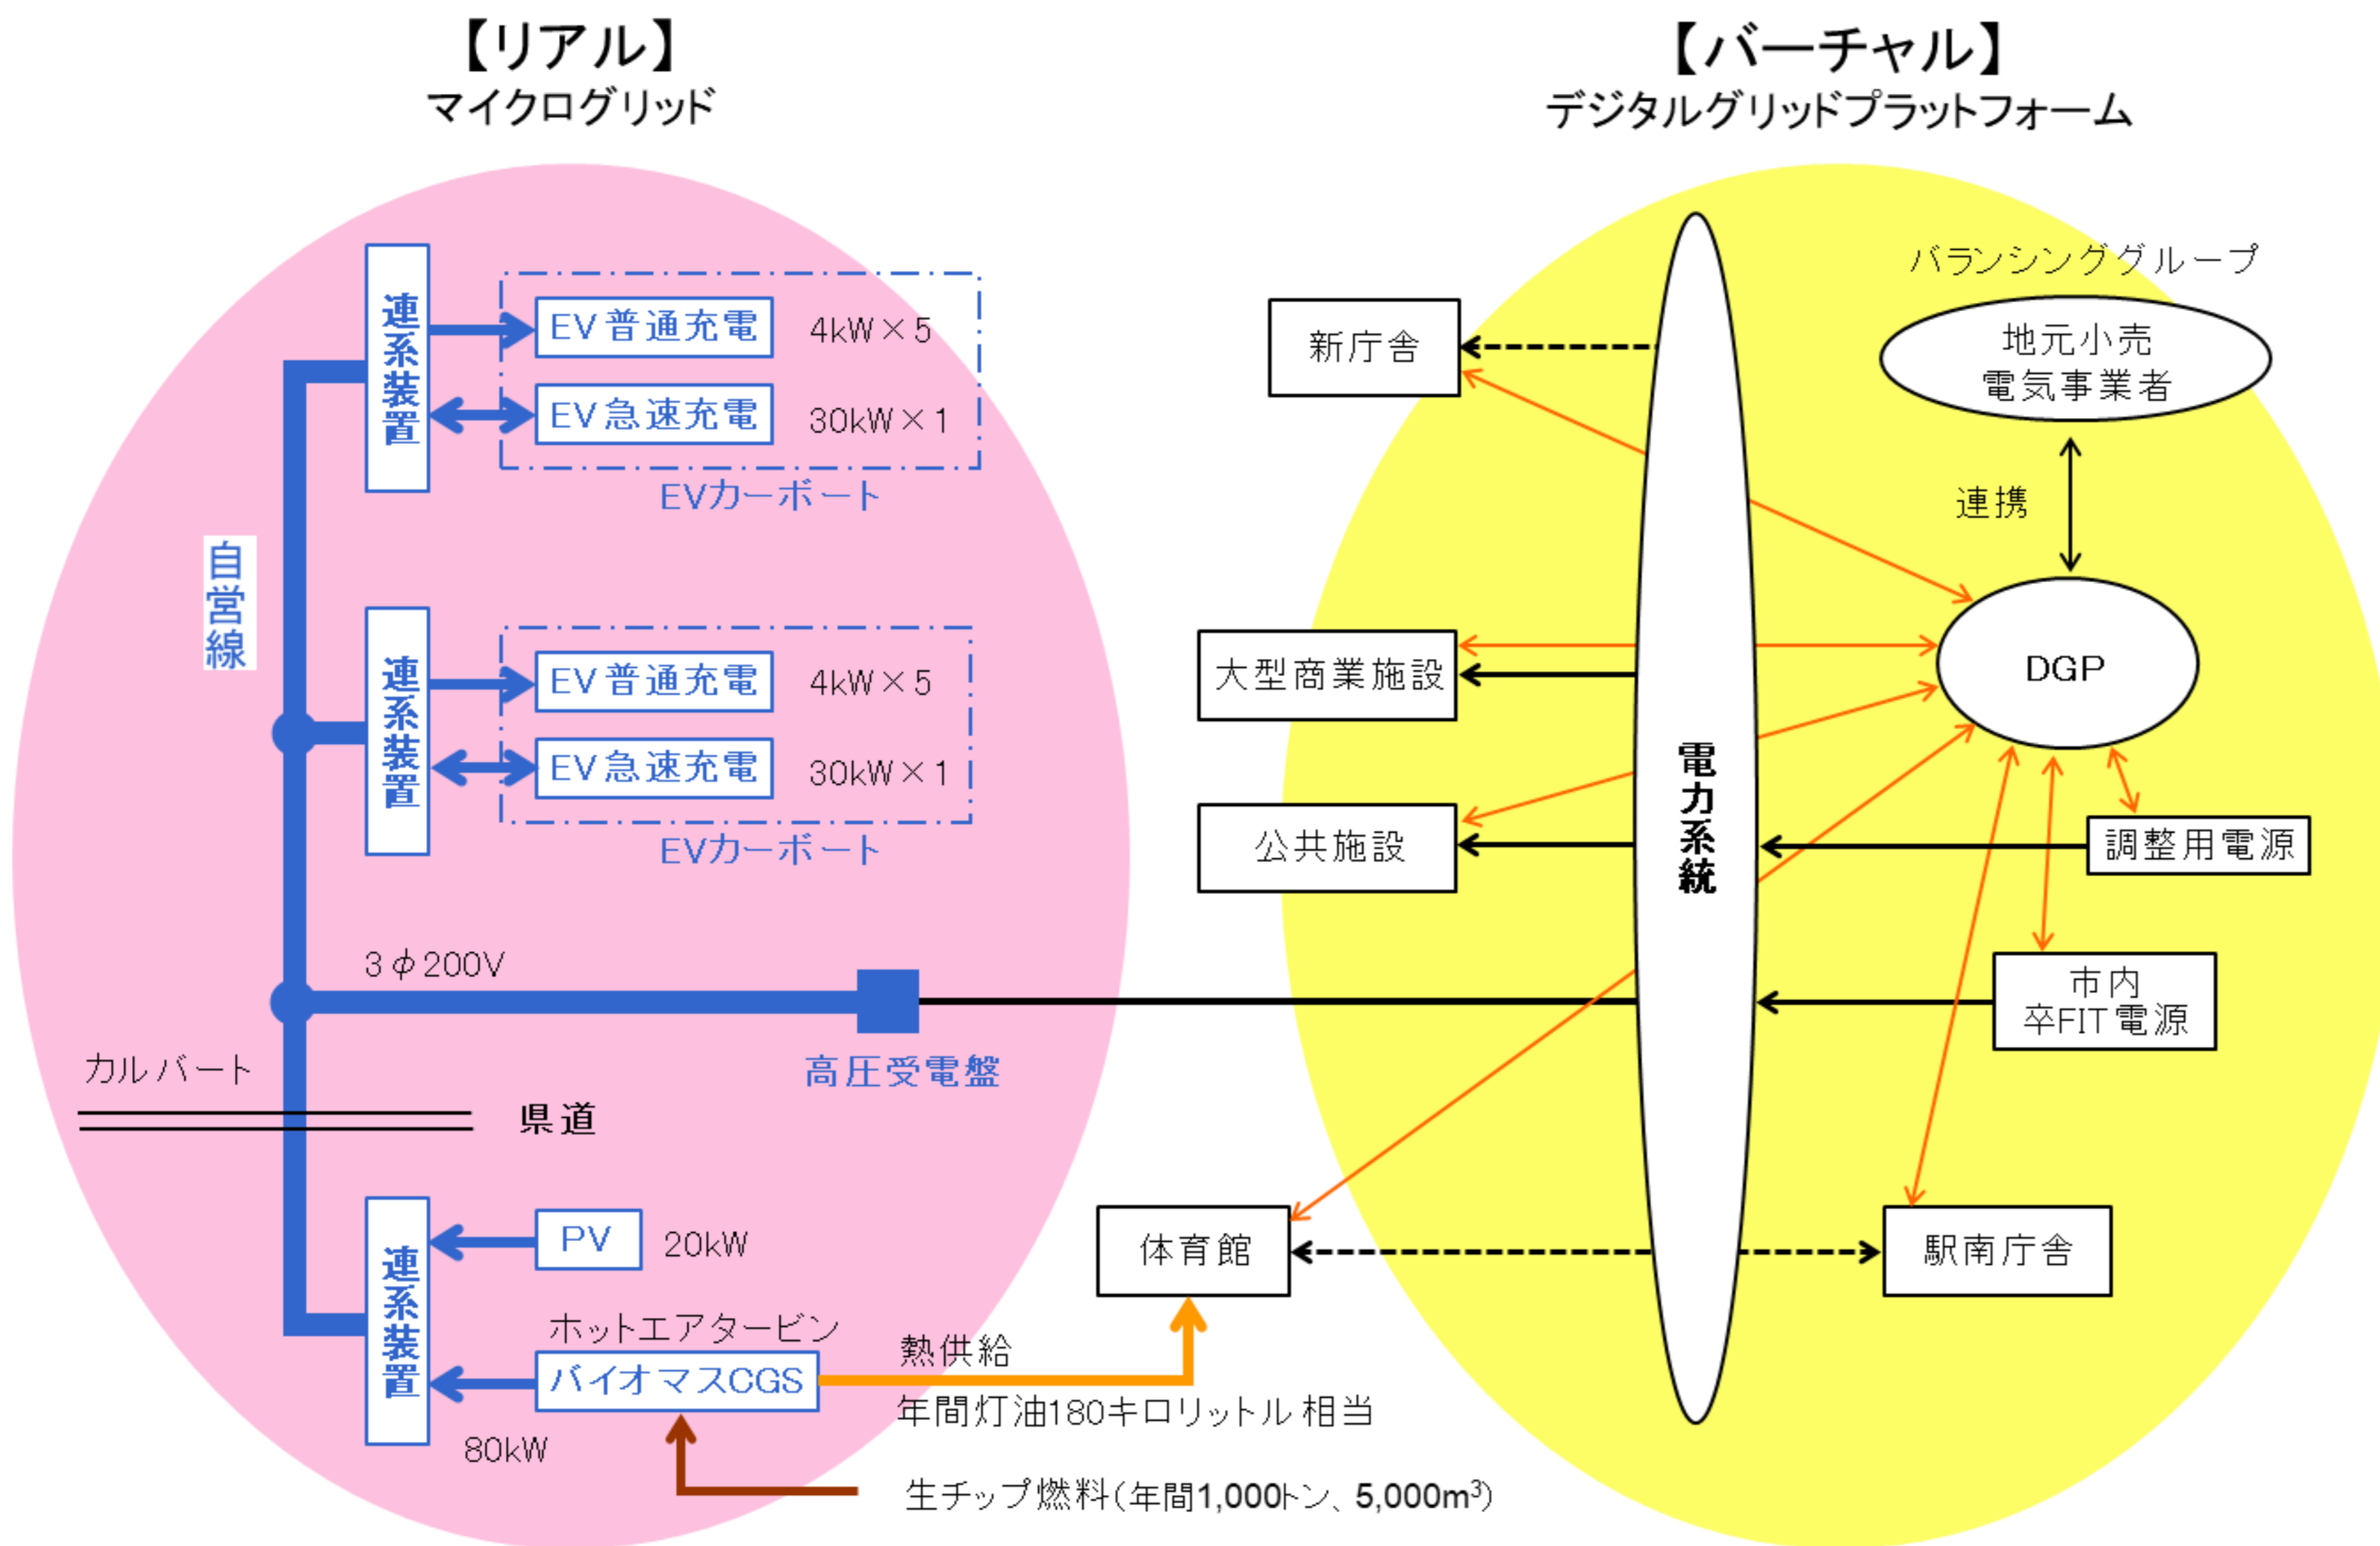 【リアル】
マイクログリッド
連系装置
EV普通充電
4kW×5
EV急速充電
30kW×1
EVカーボート
自営線
連系装置
EV普通充電
4kW×5
EV急速充電
30kW×1
EVカーボート
3φ200V
高圧受電盤
カルバート
県道
連系装置
PV
20kW
ホットエアタービン
バイオマスCGS
80kW
熱供給
年間灯油180キロリットル相当
生チップ燃料(年間1,000トン、5,000m³)
【バーチャル】
デジタルグリッドプラットフォーム
バランシンググループ
地元小売
電気事業者
新庁舎
連携
大型商業施設
DGP
電力系統
公共施設
調整用電源
市内
卒FIT電源
体育館
駅南庁舎